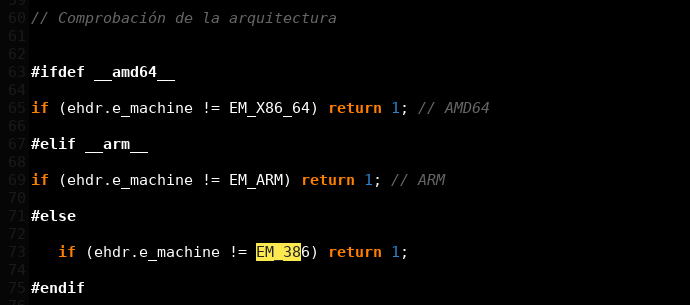 60 // Comprobación de la arquitectura
61
62
63 #ifdef __amd64__
64
65 if (ehdr.e_machine != EM_X86_64) return 1; // AMD64
66
67 #elif __arm__
68
69 if (ehdr.e_machine != EM_ARM) return 1; // ARM
70
71 #else
72
73 if (ehdr.e_machine != EM_386) return 1;
74
75 #endif